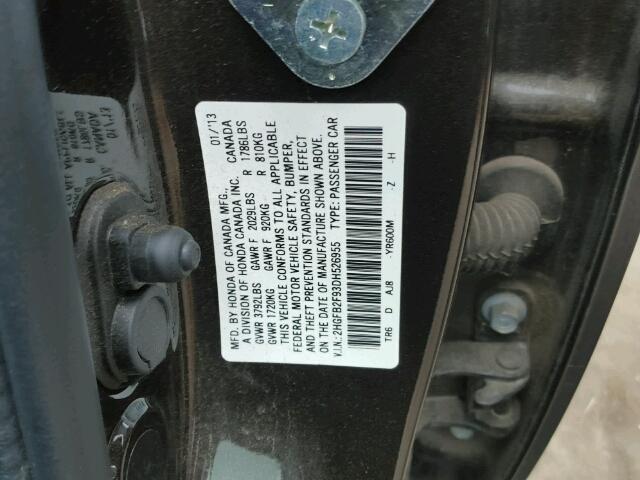 MFD. BY HONDA OF CANADA MFG., 01/'13
A DIVISION OF HONDA CANADA INC. CANADA
GVWR 3792LBS GAWR F 2029LBS R 1786LBS
GVWR 1720KG GAWR F 920KG R 810KG
THIS VEHICLE CONFORMS TO ALL APPLICABLE
FEDERAL MOTOR VEHICLE SAFETY, BUMPER,
AND THEFT PREVENTION STANDARDS IN EFFECT
ON THE DATE OF MANUFACTURE SHOWN ABOVE.
V.I.N.: 2HGFB2F93DH526955 TYPE: PASSENGER CAR
TR6 D AJ8 -YR600M -Z -H